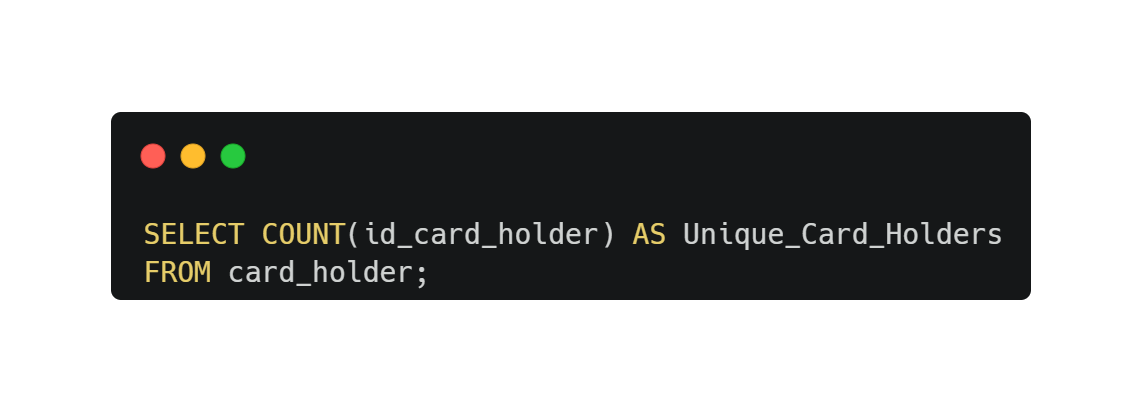 SELECT COUNT(id_card_holder) AS Unique_Card_Holders
FROM card_holder;